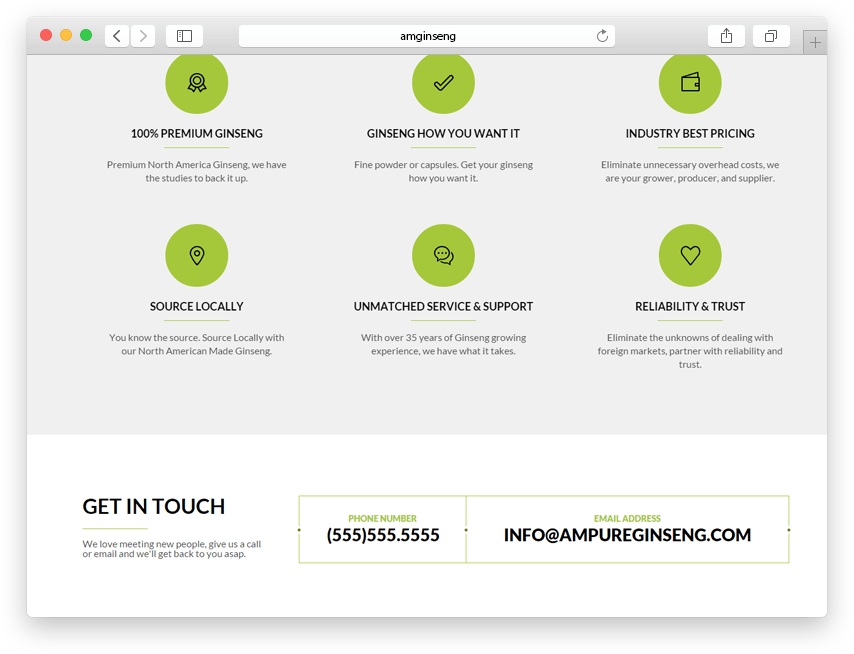 amginseng
100% PREMIUM GINSENG
Premium North America Ginseng, we have
the studies to back it up.
GINSENG HOW YOU WANT IT
Fine powder or capsules. Get your ginseng
how you want it.
INDUSTRY BEST PRICING
Eliminate unnecessary overhead costs, we
are your grower, producer, and supplier.
SOURCE LOCALLY
You know the source. Source Locally with
our North American Made Ginseng.
UNMATCHED SERVICE & SUPPORT
With over 35 years of Ginseng growing
experience, we have what it takes.
RELIABILITY & TRUST
Eliminate the unknowns of dealing with
foreign markets, partner with reliability and
trust.
GET IN TOUCH
We love meeting new people, give us a call
or email and we'll get back to you asap.
PHONE NUMBER
(555)555.5555
EMAIL ADDRESS
INFO@AMPUREGINSENG.COM